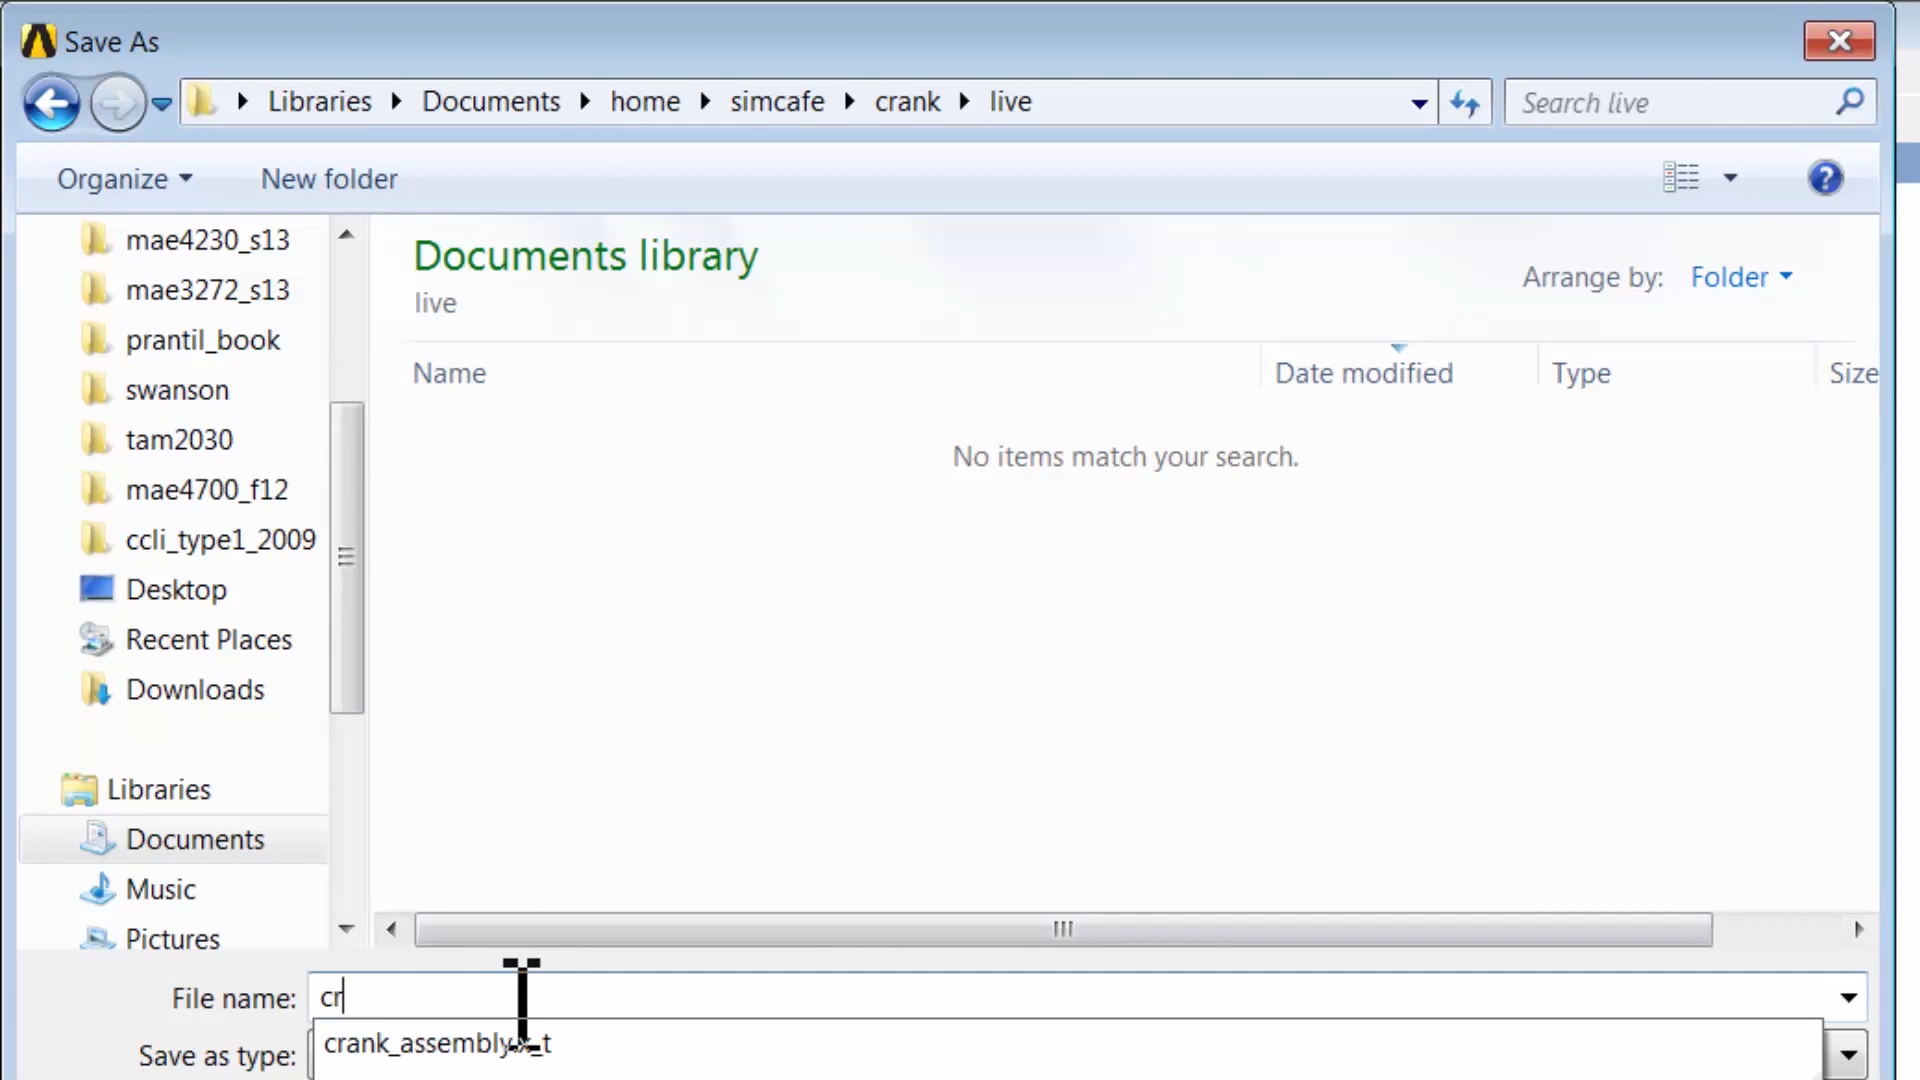 Save As
Libraries Documents home simcafe crank live
Search live
Organize
New folder
mae4230_s13
mae3272_s13
prantil_book
swanson
tam2030
mae4700_f12
ccli_type1_2009
Desktop
Recent Places
Downloads
Libraries
Documents
Music
Pictures
Documents library
live
Arrange by: Folder
Name Date modified Type Size
No items match your search.
File name: cr
crank_assembly.x_t
Save as type: